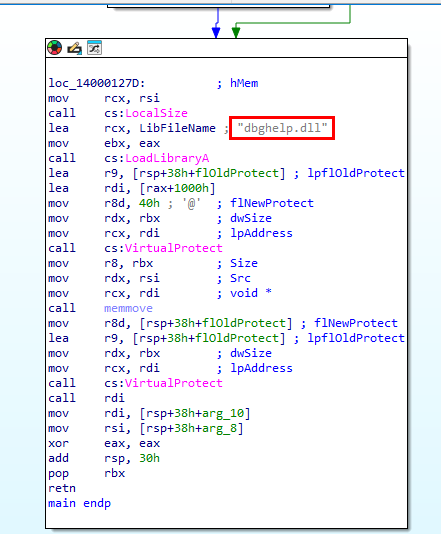 loc_14000127D: ; hMem
mov rcx, rsi
call cs:LocalSize
lea rcx, LibFileName ; "dbghelp.dll"
mov ebx, eax
call cs:LoadLibraryA
lea r9, [rsp+38h+flOldProtect] ; lpflOldProtect
lea rdi, [rax+1000h]
mov r8d, 40h ; '@' ; flNewProtect
mov rdx, rbx ; dwSize
mov rcx, rdi ; lpAddress
call cs:VirtualProtect
mov r8, rbx ; Size
mov rdx, rsi ; Src
mov rcx, rdi ; void *
call memmove
mov r8d, [rsp+38h+flOldProtect] ; flNewProtect
lea r9, [rsp+38h+flOldProtect] ; lpflOldProtect
mov rdx, rbx ; dwSize
mov rcx, rdi ; lpAddress
call cs:VirtualProtect
call rdi
mov rdi, [rsp+38h+arg_10]
mov rsi, [rsp+38h+arg_8]
xor eax, eax
add rsp, 30h
pop rbx
retn
main endp